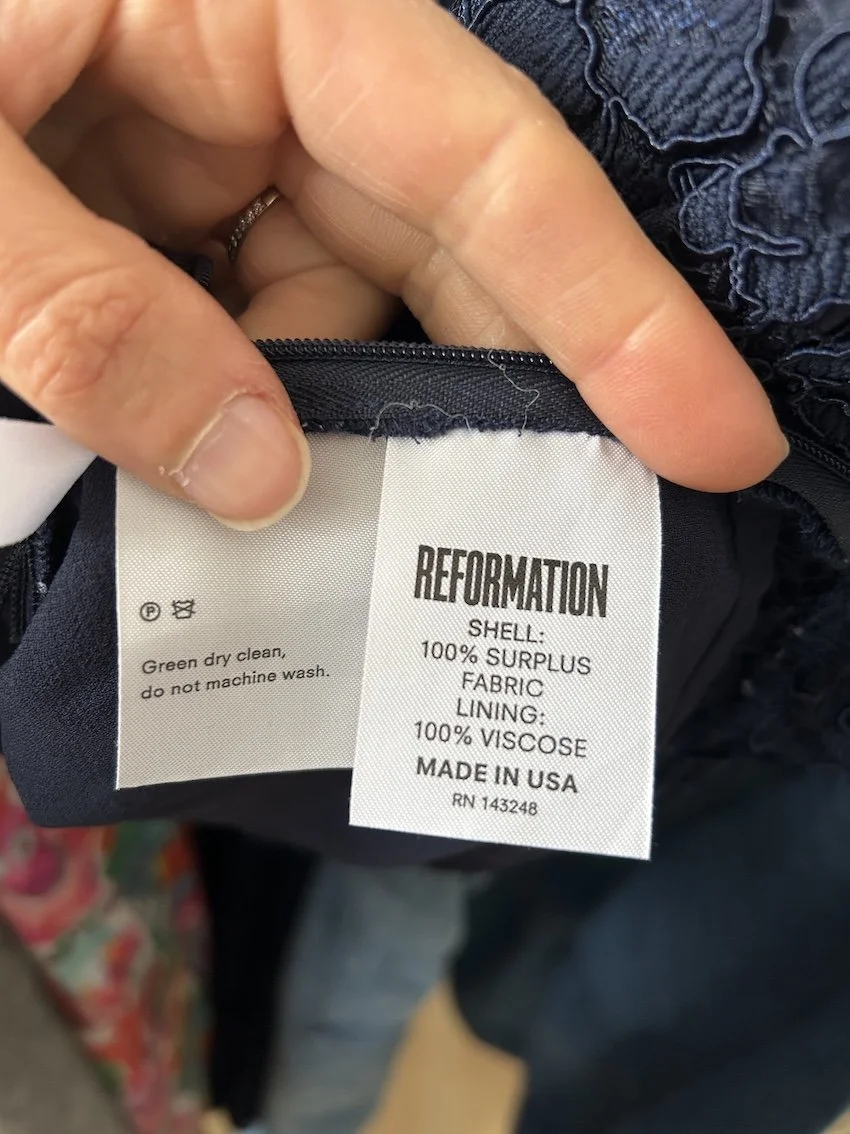 P
Green dry clean,
do not machine wash.
REFORMATION
SHELL:
100% SURPLUS
FABRIC
LINING:
100% VISCOSE
MADE IN USA
RN 143248